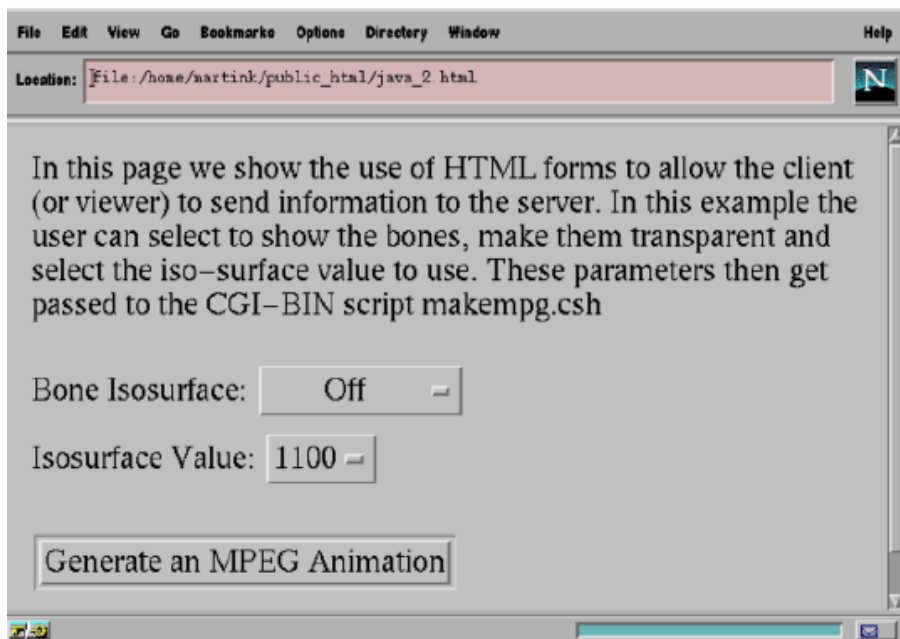 File Edit View Go Bookmarks Options Directory Window Help
Location: file:/home/martink/public_html/java_2.html
N
In this page we show the use of HTML forms to allow the client
(or viewer) to send information to the server. In this example the
user can select to show the bones, make them transparent and
select the iso-surface value to use. These parameters then get
passed to the CGI-BIN script makempg.csh
Bone Isosurface: Off
Isosurface Value: 1100
Generate an MPEG Animation